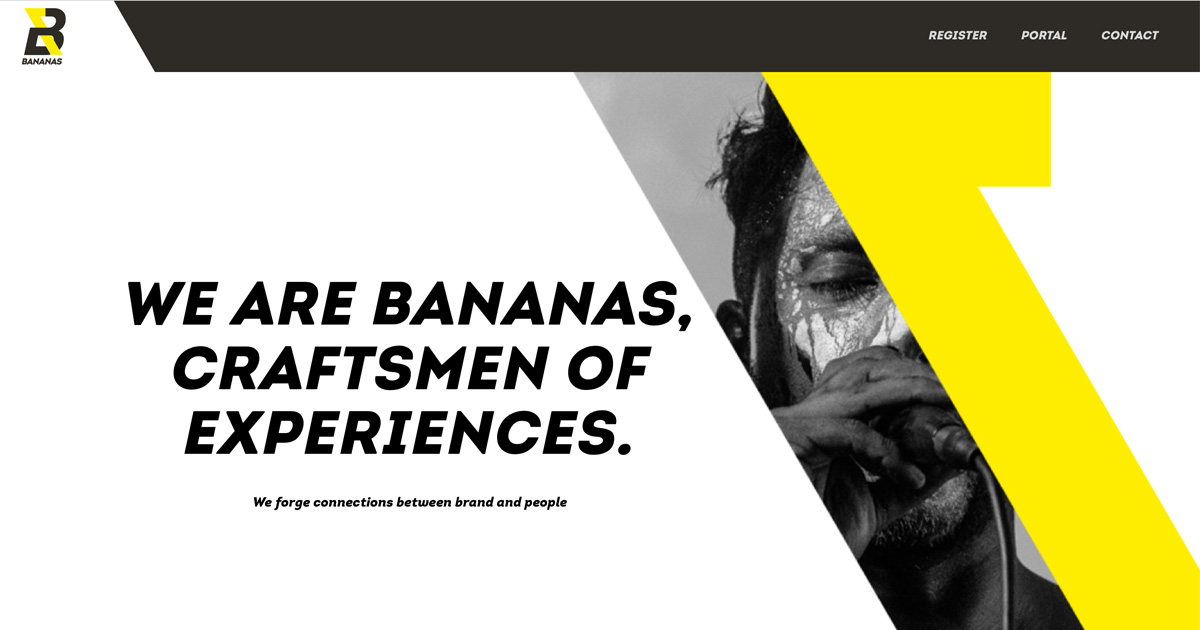 BANANAS
REGISTER PORTAL CONTACT
WE ARE BANANAS,
CRAFTSMEN OF
EXPERIENCES.
We forge connections between brand and people